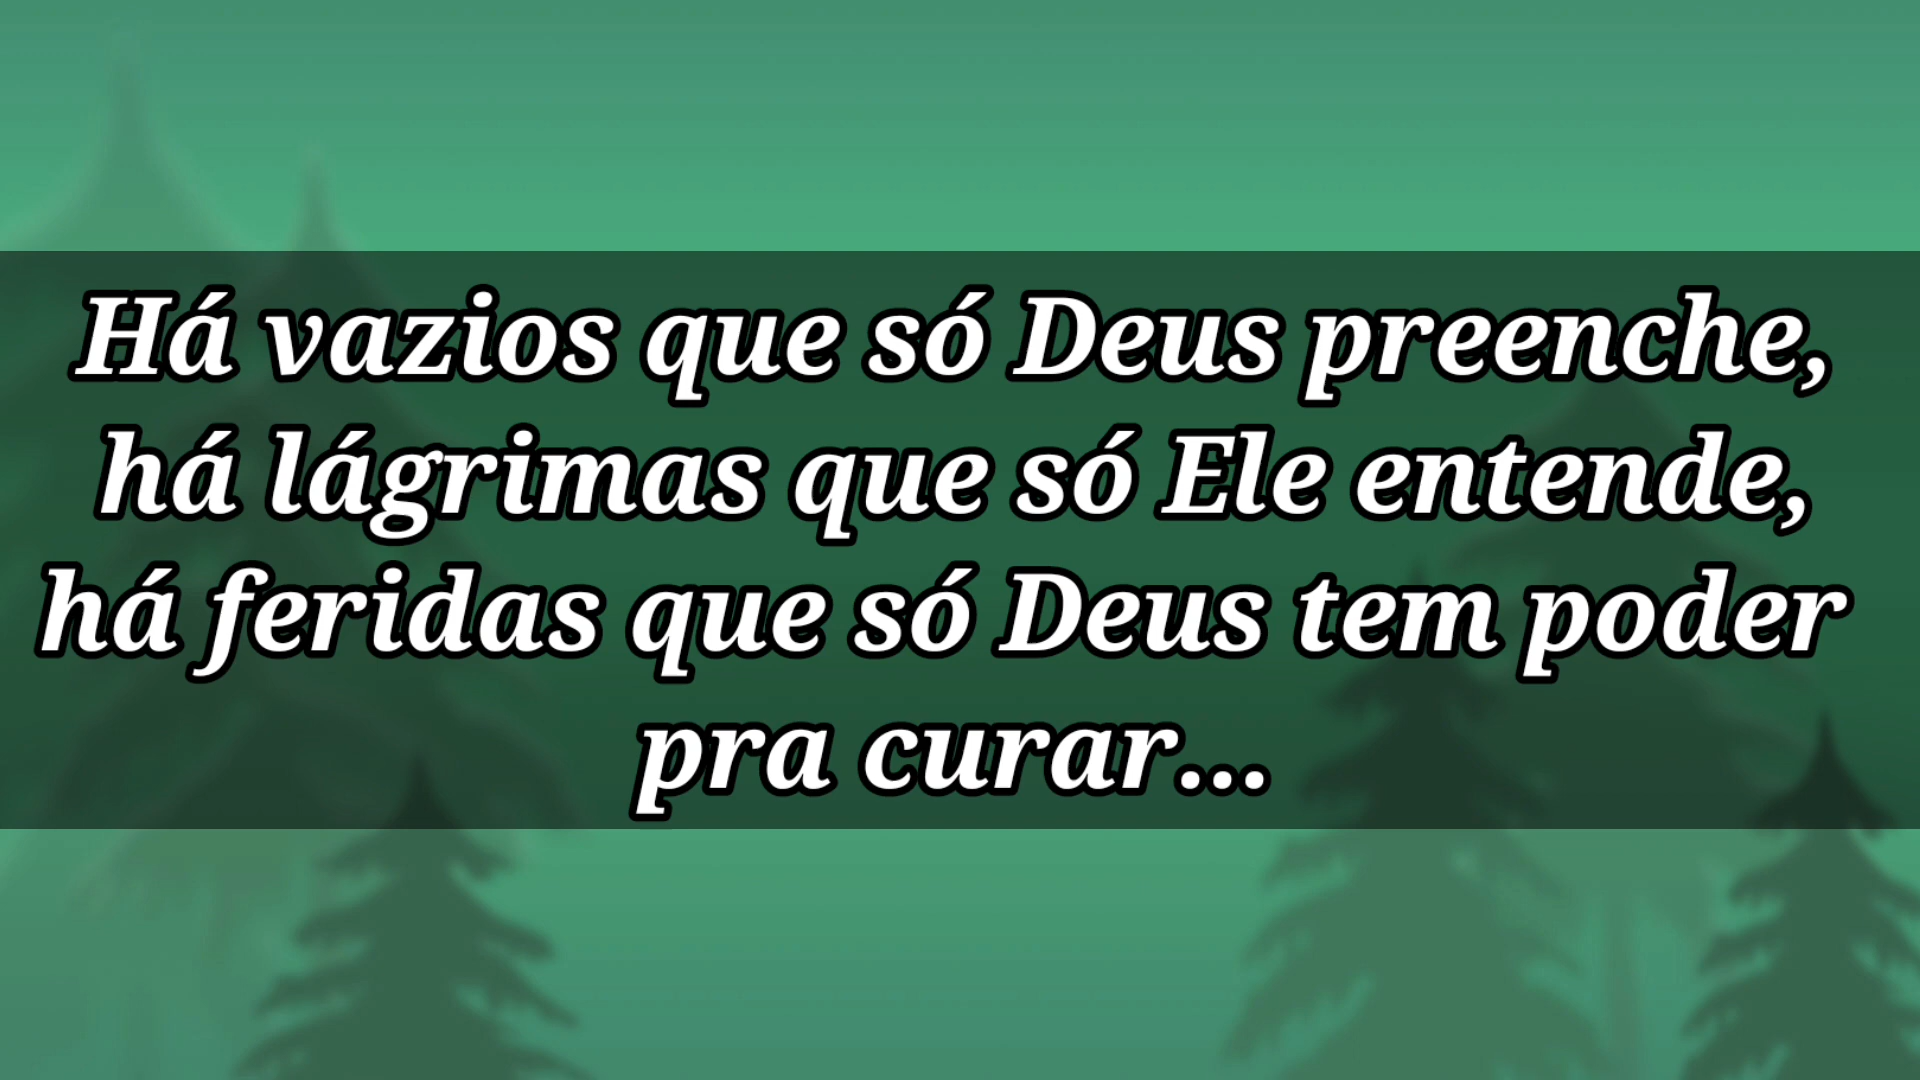 Há vazios que só Deus preenche,
há lágrimas que só Ele entende,
há feridas que só Deus tem poder
pra curar...